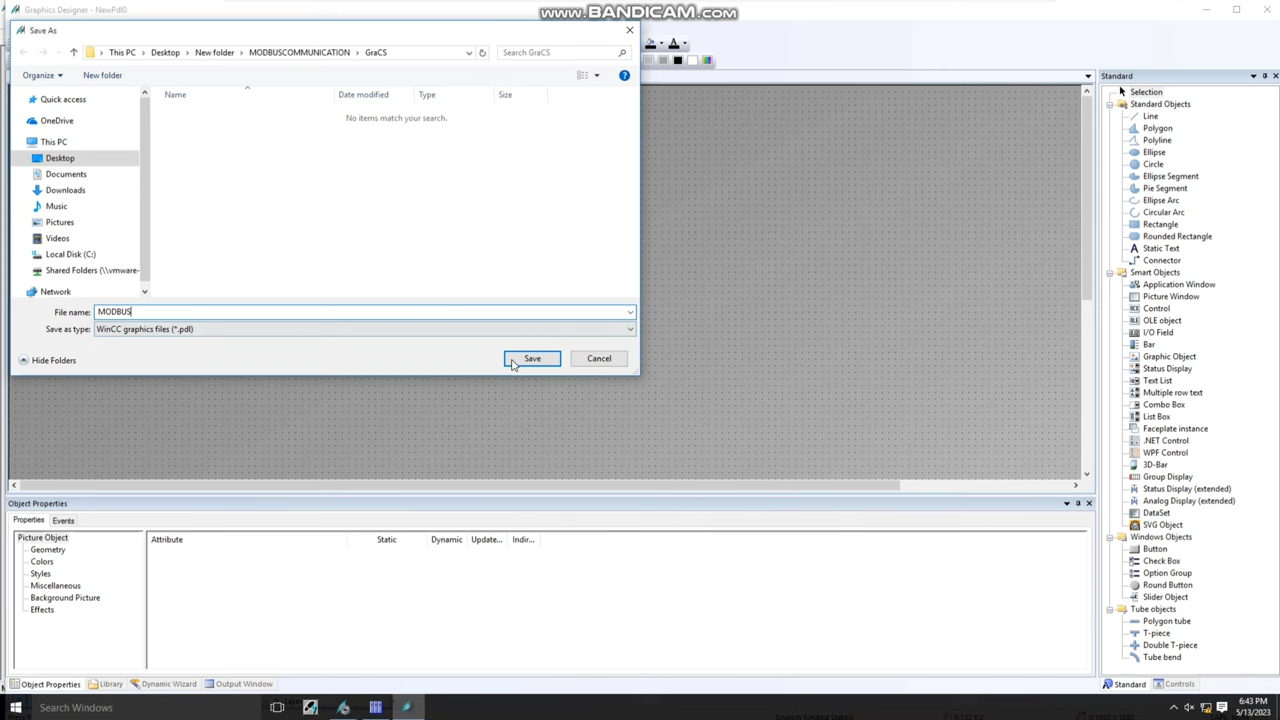 Graphics Designer - NewPdl0
www.BANDICAM.com
Save As
This PC > Desktop > New folder > MODBUSCOMMUNICATION > GraCS
Search GraCS
Organize
New folder
Name
Date modified
Type
Size
No items match your search.
Quick access
OneDrive
This PC
Desktop
Documents
Downloads
Music
Pictures
Videos
Local Disk (C:)
Shared Folders (\\vmware-
Network
File name: MODBUS
Save as type: WinCC graphics files (*.pdl)
Hide Folders
Save
Cancel
Standard
Selection
Standard Objects
Line
Polygon
Polyline
Ellipse
Circle
Ellipse Segment
Pie Segment
Ellipse Arc
Circular Arc
Rectangle
Rounded Rectangle
Static Text
Connector
Smart Objects
Application Window
Picture Window
Control
OLE object
I/O Field
Bar
Graphic Object
Status Display
Text List
Multiple row text
Combo Box
List Box
Faceplate instance
.NET Control
WPF Control
3D-Bar
Group Display
Status Display (extended)
Analog Display (extended)
DataSet
SVG Object
Windows Objects
Button
Check Box
Option Group
Round Button
Slider Object
Tube objects
Polygon tube
T-piece
Double T-piece
Tube bend
Standard
Controls
Object Properties
Properties
Events
Picture Object
Geometry
Colors
Styles
Miscellaneous
Background Picture
Effects
Attribute
Static
Dynamic
Update...
Indir...
Object Properties
Library
Dynamic Wizard
Output Window
Search Windows
6:43 PM
5/13/2023